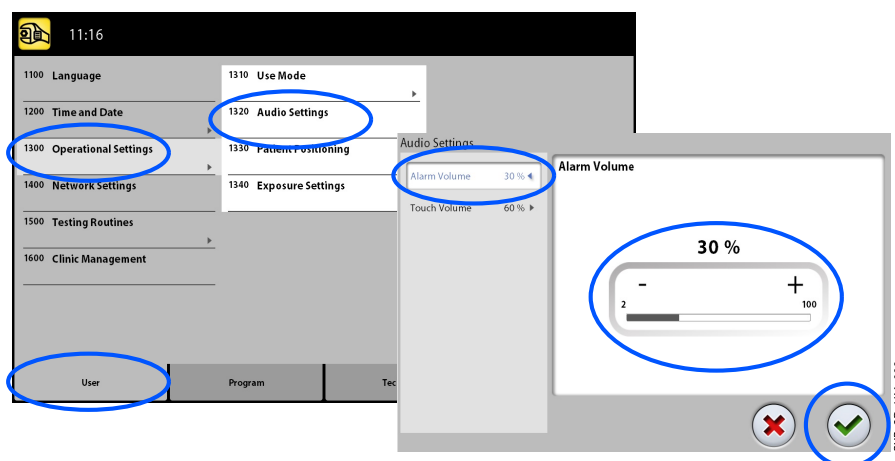 11:16
1100 Language
1200 Time and Date
1300 Operational Settings
1400 Network Settings
1500 Testing Routines
1600 Clinic Management
1310 Use Mode
1320 Audio Settings
1330 Patient Positioning
1340 Exposure Settings
User
Program
Tec
Audio Settings
Alarm Volume 30 %
Touch Volume 60 %
Alarm Volume
30 %
- +
2 100